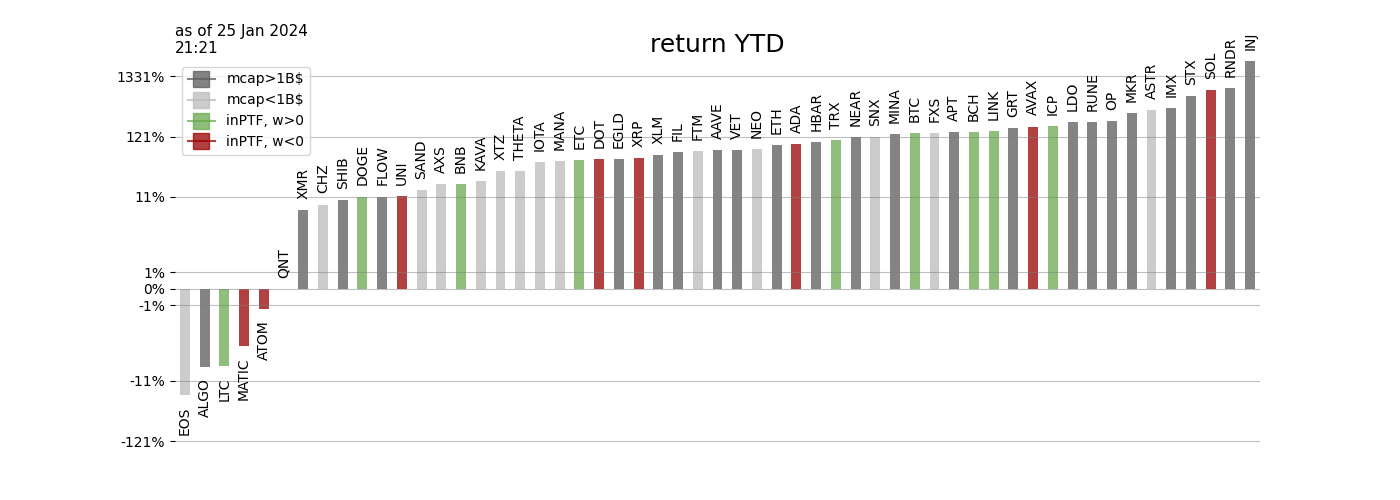 as of 25 Jan 2024
21:21
return YTD
mcap>1B$
mcap<1B$
inPTF, w>0
inPTF, w<0
1331%
121%
11%
1%
0%
-1%
-11%
-121%
EOS
ALGO
LTC
MATIC
ATOM
QNT
XMR
CHZ
SHIB
DOGE
FLOW
UNI
SAND
AXS
BNB
KAVA
XTZ
THETA
IOTA
MANA
ETC
DOT
EGLD
XRP
XLM
FIL
FTM
AAVE
VET
NEO
ETH
ADA
HBAR
TRX
NEAR
SNX
MINA
BTC
FXS
APT
BCH
LINK
GRT
AVAX
ICP
LDO
RUNE
OP
MKR
ASTR
IMX
STX
SOL
RNDR
INJ